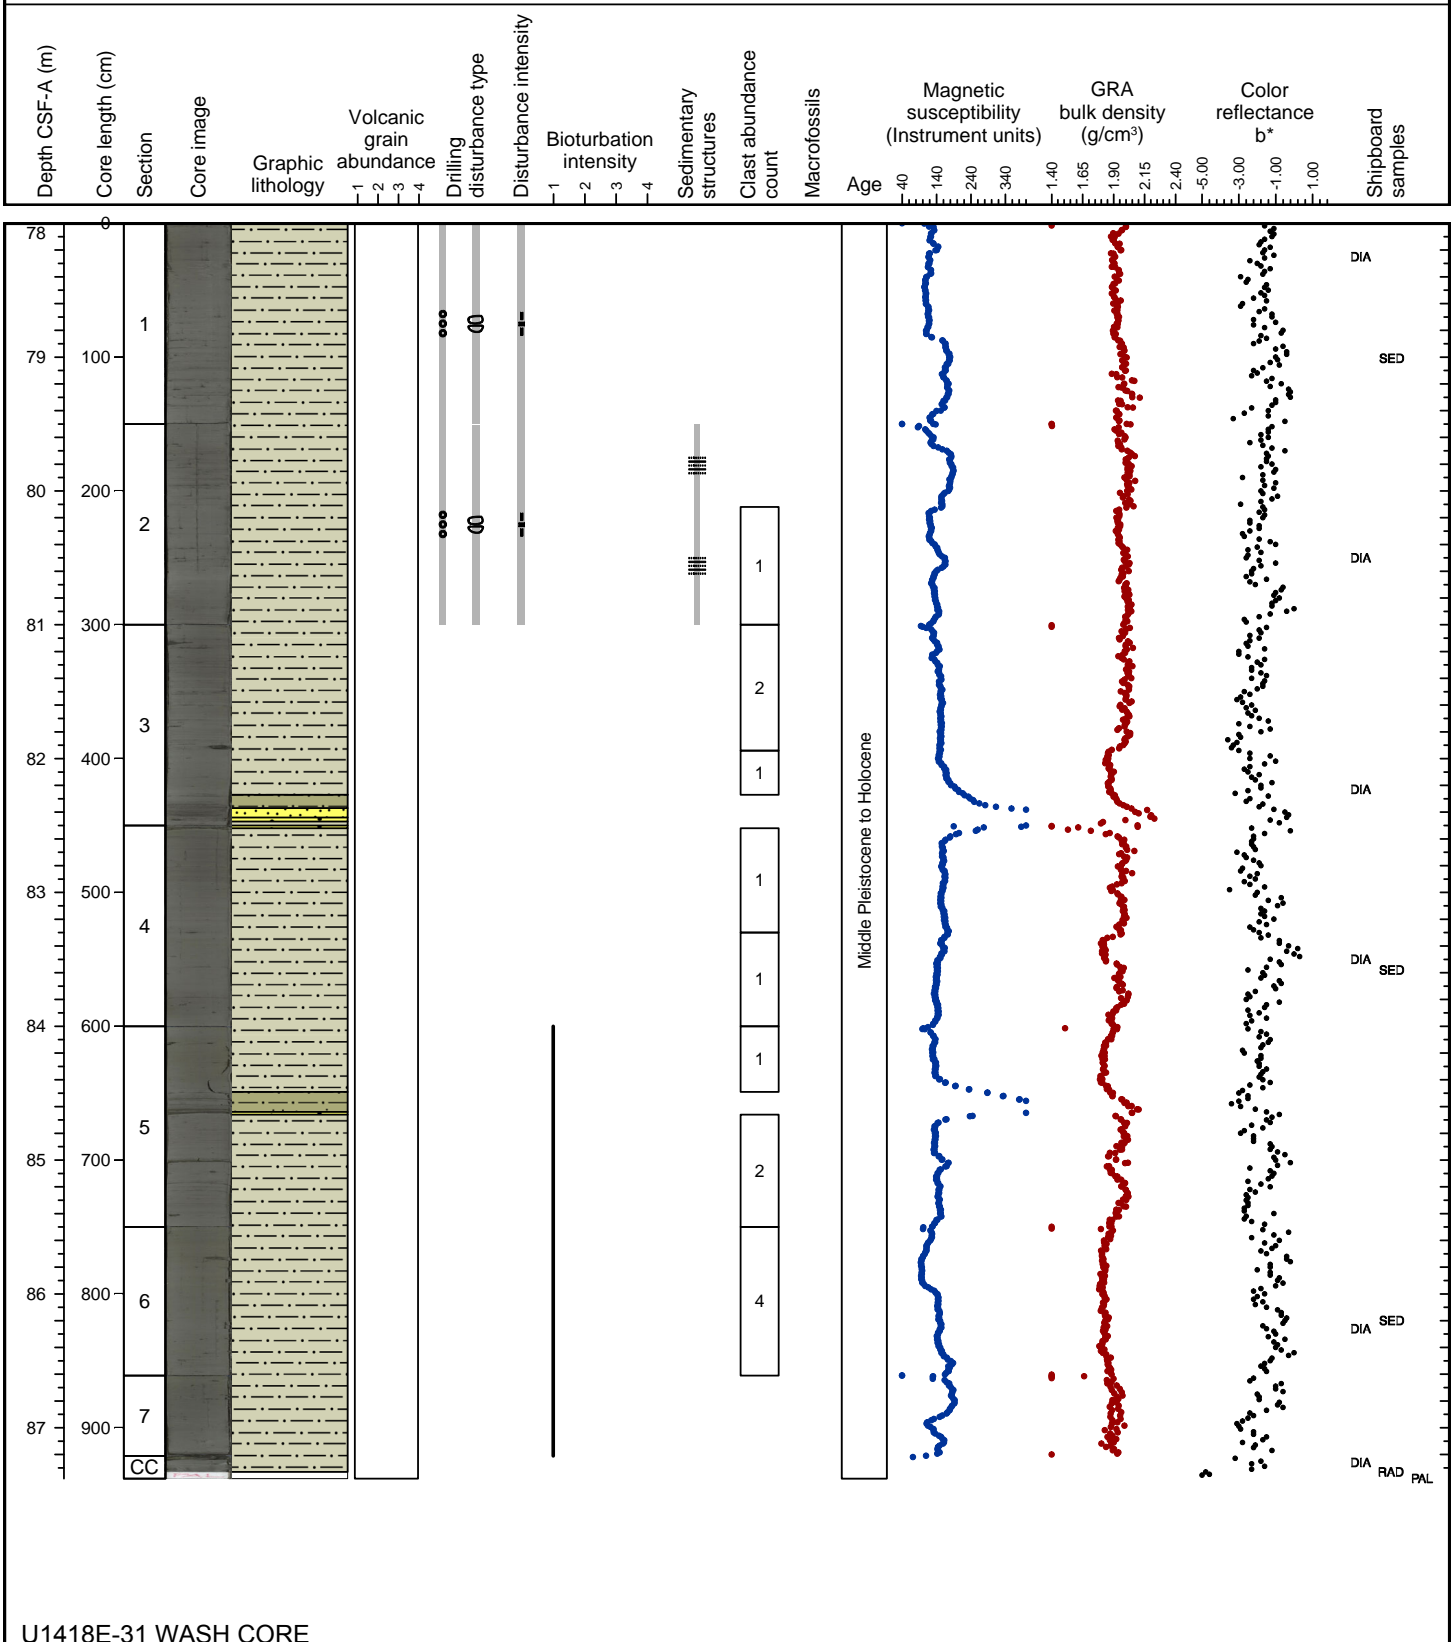 Depth CSF-A (m)
Core length (cm)
Section
Core image
Graphic
lithology
Volcanic
grain
abundance
1 2 3 4
Drilling
disturbance type
Disturbance intensity
Bioturbation
intensity
1 2 3 4
Sedimentary
structures
Clast abundance
count
Macrofossils
Age
Magnetic
susceptibility
(Instrument units)
40 140 240 340
GRA
bulk density
(g/cm³)
1.40 1.65 1.90 2.15 2.40
Color
reflectance
b*
-5.00 -3.00 -1.00 1.00
Shipboard
samples
0
78
DIA
1
79 100
SED
80 200
2
1
DIA
81 300
2
3
82 400
1
DIA
Middle Pleistocene to Holocene
83 500
1
4
1
DIA
SED
84 600
1
5
85 700
2
86 800
6
4
DIA
SED
7
87 900
CC
DIA
RAD
PAL
U1418E-31 WASH CORE